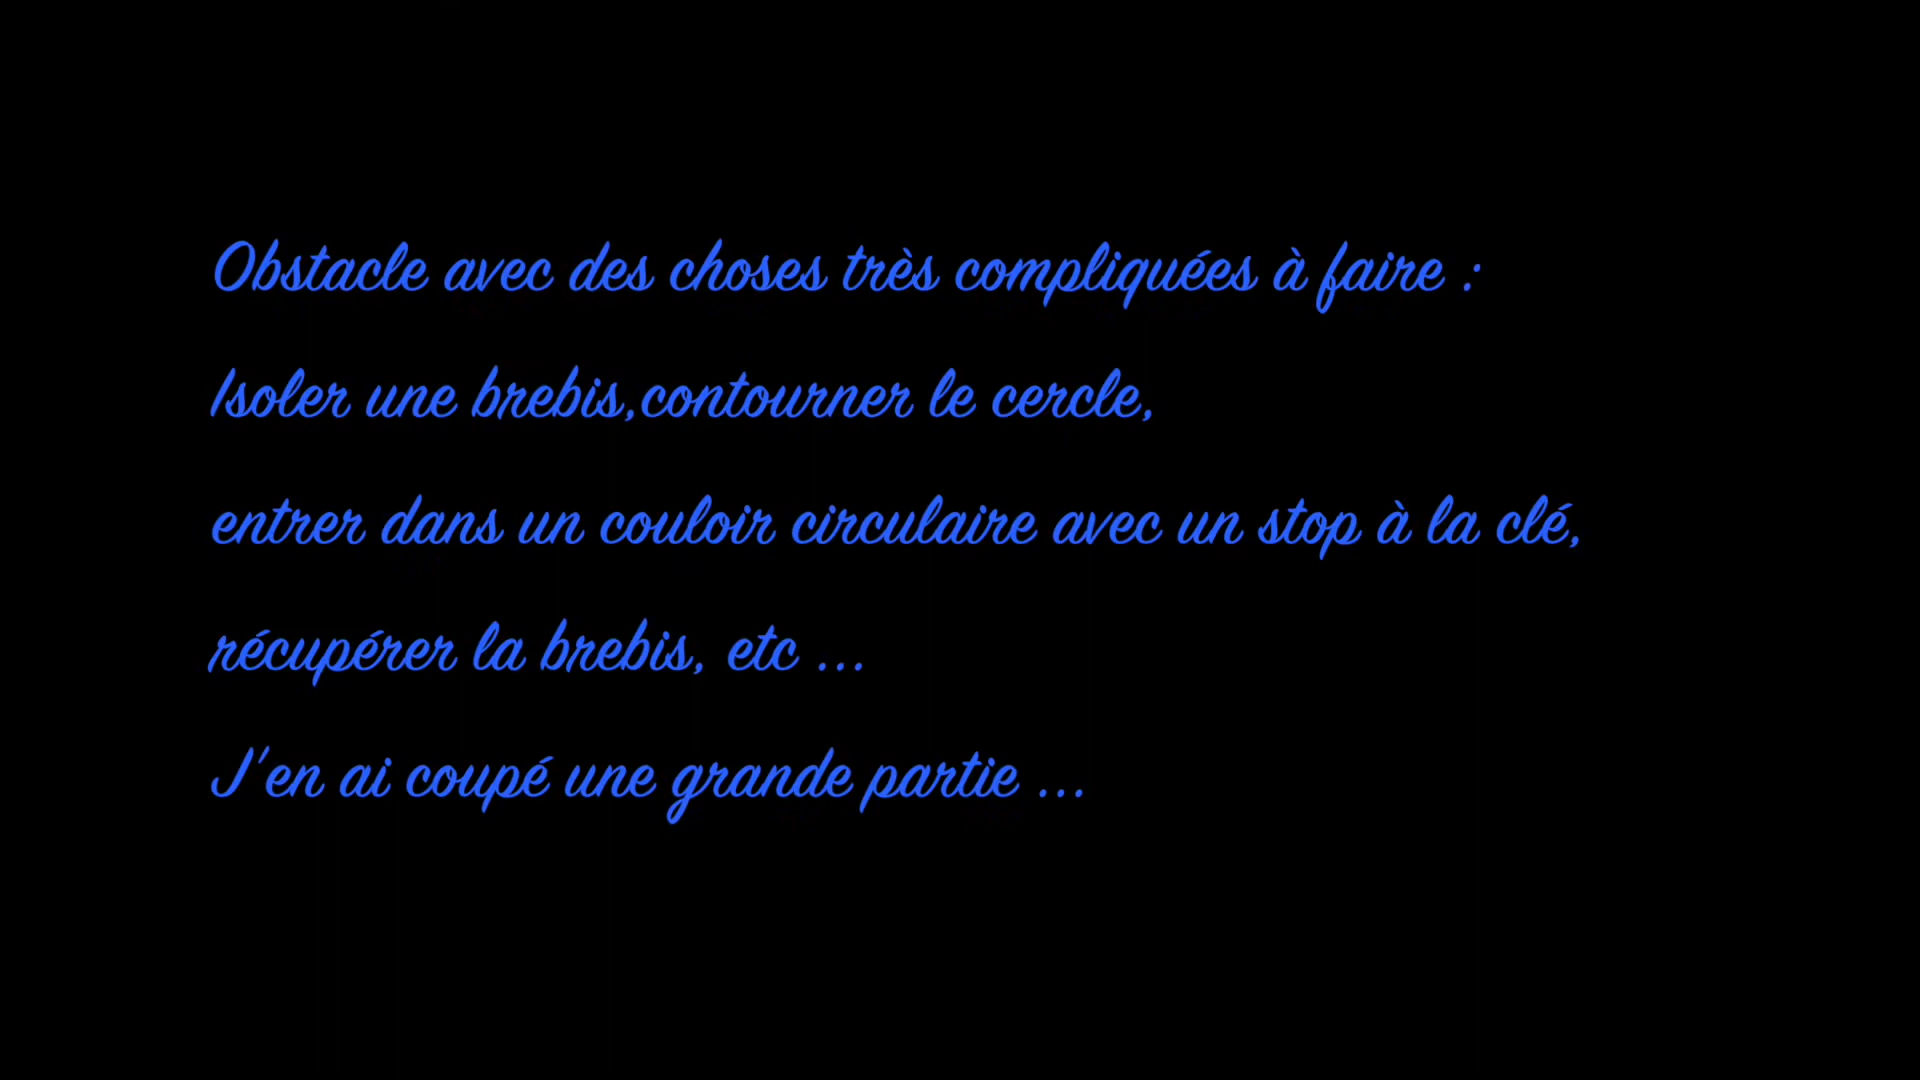 Obstacle avec des choses très compliquées à faire :
Isoler une brebis,contourner le cercle,
entrer dans un couloir circulaire avec un stop à la clé,
récupérer la brebis, etc ...
J'en ai coupé une grande partie ...